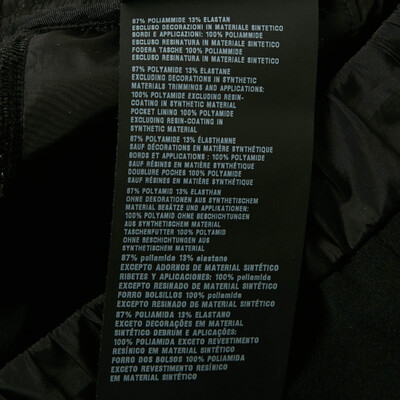 87% POLIAMMIDE 13% ELASTAN
ESCLUSO DECORAZIONI IN MATERIALE SINTETICO
BORDI E APPLICAZIONI: 100% POLIAMMIDE
ESCLUSO RESINATURA IN MATERIALE SINTETICO
FODERA TASCHE 100% POLIAMMIDE
ESCLUSO RESINATURA IN MATERIALE SINTETICO
87% POLYAMIDE 13% ELASTANE
EXCLUDING DECORATIONS IN SYNTHETIC
MATERIALS TRIMMINGS AND APPLICATIONS:
100% POLYAMIDE EXCLUDING RESIN-
COATING IN SYNTHETIC MATERIAL
POCKET LINING 100% POLYAMIDE
EXCLUDING RESIN-COATING IN
SYNTHETIC MATERIAL
87% POLYAMIDE 13% ÉLASTHANNE
SAUF DÉCORATIONS EN MATIÈRE SYNTHÉTIQUE
BORDS ET APPLICATIONS : 100% POLYAMIDE
SAUF RÉSINES EN MATIÈRE SYNTHÉTIQUE
DOUBLURE POCHES 100% POLYAMIDE
SAUF RÉSINES EN MATIÈRE SYNTHÉTIQUE
87% POLYAMID 13% ELASTHAN
OHNE DEKORATIONEN AUS SYNTHETISCHEM
MATERIAL BESÄTZE UND APPLIKATIONEN:
100% POLYAMID OHNE BESCHICHTUNGEN
AUS SYNTHETISCHEM MATERIAL
TASCHENFUTTER 100% POLYAMID
OHNE BESCHICHTUNGEN AUS
SYNTHETISCHEM MATERIAL
87% poliamida 13% elastano
EXCEPTO ADORNOS DE MATERIAL SINTÉTICO
RIBETES Y APLICACIONES: 100% poliamida
EXCEPTO RESINADO DE MATERIAL SINTÉTICO
FORRO BOLSILLOS 100% poliamida
EXCEPTO RESINADO DE MATERIAL SINTÉTICO
87% POLIAMIDA 13% ELASTANO
EXCETO DECORAÇÕES EM MATERIAL
SINTÉTICO DEBRUM E APLICAÇÕES:
100% POLIAMIDA EXCETO REVESTIMENTO
RESÍNICO EM MATERIAL SINTÉTICO
FORRO DOS BOLSOS 100% POLIAMIDA
EXCETO REVESTIMENTO RESÍNICO
EM MATERIAL SINTÉTICO